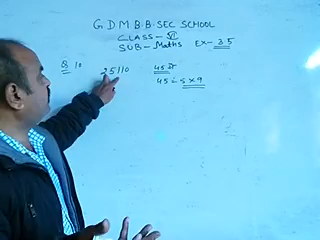 G.D.M.B.B. SEC SCHOOL
CLASS - VI
SUB - Maths Ex- 3.5
Q 10 25110 45
45 = 5 x 9